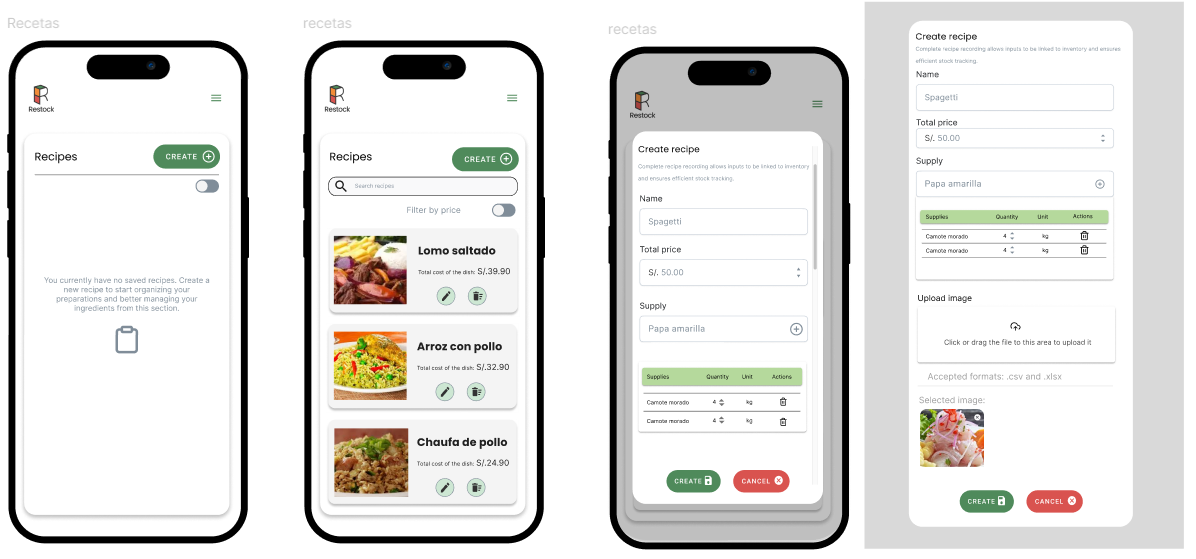 Recetas
Restock
Recipes
CREATE
You currently have no saved recipes. Create a
new recipe to start organizing your
preparations and better managing your
ingredients from this section.
recetas
Restock
Recipes
CREATE
Search recipes
Filter by price
Lomo saltado
Total cost of the dish: S/.39.90
Arroz con pollo
Total cost of the dish: S/.32.90
Chaufa de pollo
Total cost of the dish: S/.24.90
recetas
Restock
Create recipe
Complete recipe recording allows inputs to be linked to inventory
and ensures efficient stock tracking.
Name
Spagetti
Total price
S/. 50.00
Supply
Papa amarilla
Supplies Quantity Unit Actions
Camote morado 4 kg
Camote morado 4 kg
CREATE CANCEL
Create recipe
Complete recipe recording allows inputs to be linked to inventory and ensures
efficient stock tracking.
Name
Spagetti
Total price
S/. 50.00
Supply
Papa amarilla
Supplies Quantity Unit Actions
Camote morado 4 kg
Camote morado 4 kg
Upload image
Click or drag the file to this area to upload it
Accepted formats: .csv and .xlsx
Selected image:
CREATE CANCEL